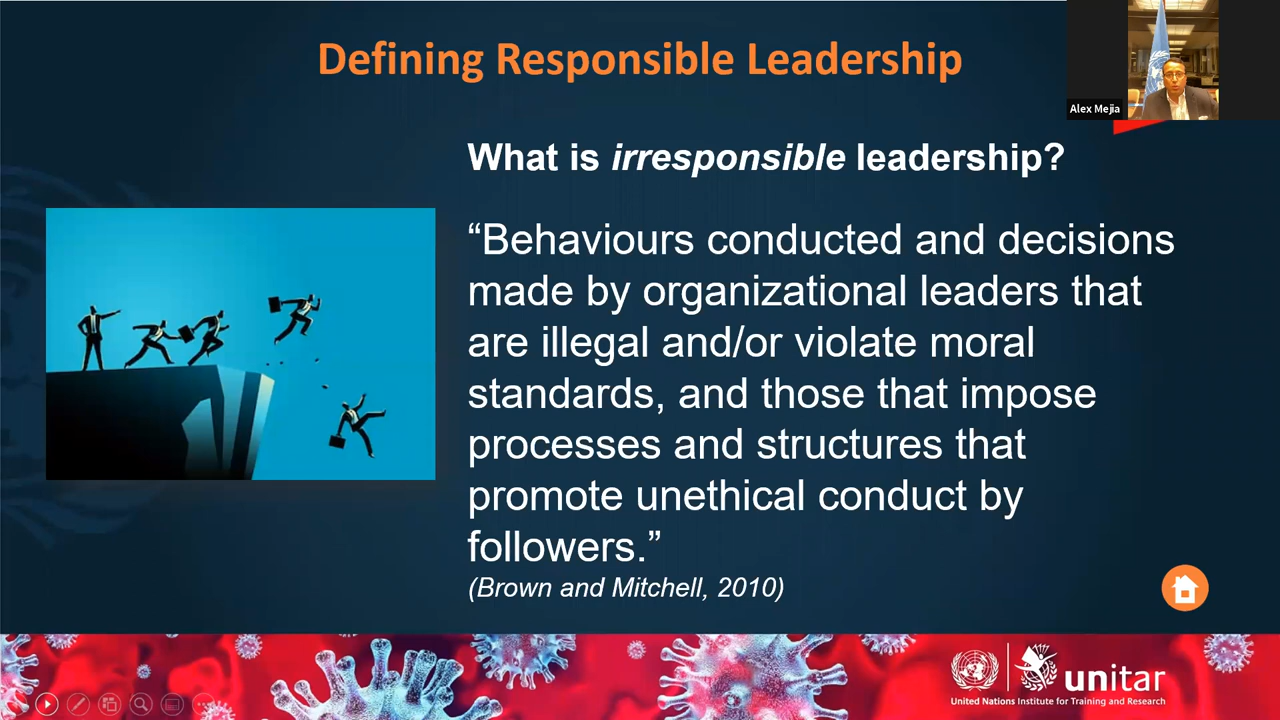 Defining Responsible Leadership
Alex Mejia
What is irresponsible leadership?
“Behaviours conducted and decisions
made by organizational leaders that
are illegal and/or violate moral
standards, and those that impose
processes and structures that
promote unethical conduct by
followers.”
(Brown and Mitchell, 2010)
unitar
United Nations Institute for Training and Research